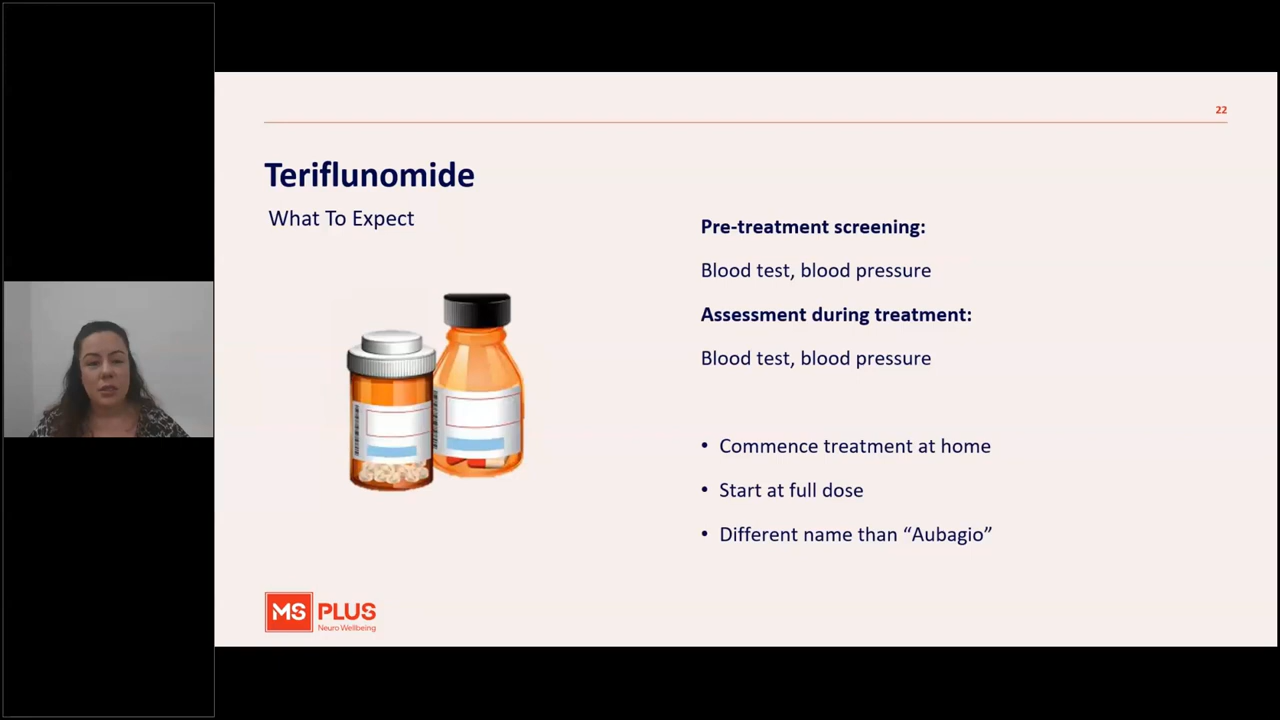 22
Teriflunomide
What To Expect
Pre-treatment screening:
Blood test, blood pressure
Assessment during treatment:
Blood test, blood pressure
• Commence treatment at home
• Start at full dose
• Different name than “Aubagio”
MS PLUS
Neuro Wellbeing